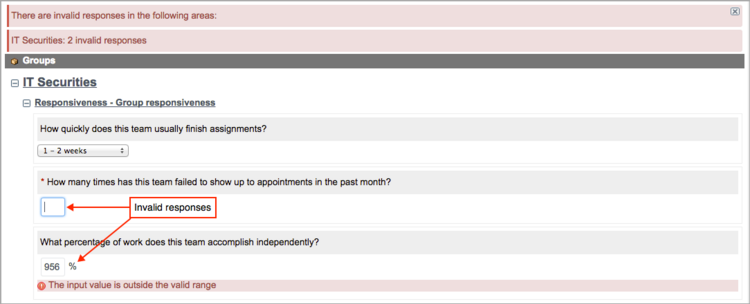 There are invalid responses in the following areas:
IT Securities: 2 invalid responses
Groups
IT Securities
Responsiveness - Group responsiveness
How quickly does this team usually finish assignments?
1 – 2 weeks
* How many times has this team failed to show up to appointments in the past month?
Invalid responses
What percentage of work does this team accomplish independently?
956 %
The input value is outside the valid range